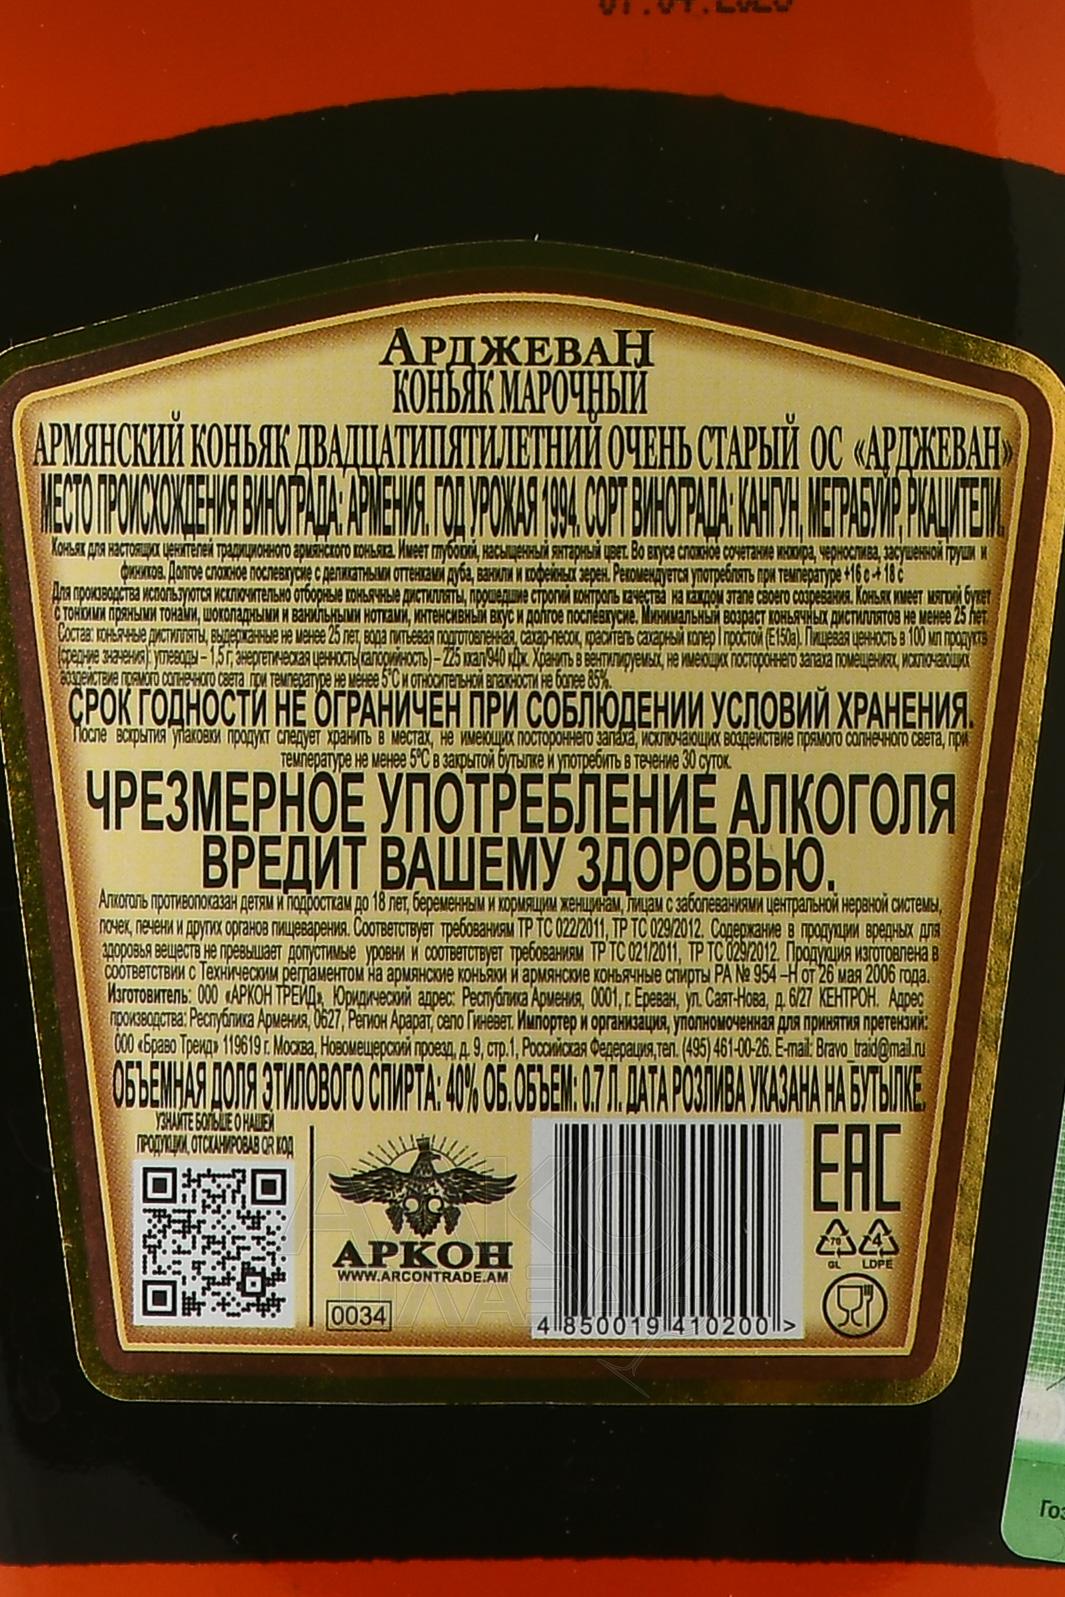 АРДЖЕВАН
КОНЬЯК МАРОЧНЫЙ
АРМЯНСКИЙ КОНЬЯК ДВАДЦАТИПЯТИЛЕТНИЙ ОЧЕНЬ СТАРЫЙ ОС «АРДЖЕВАН»
МЕСТО ПРОИСХОЖДЕНИЯ ВИНОГРАДА: АРМЕНИЯ. ГОД УРОЖАЯ 1994. СОРТ ВИНОГРАДА: КАНГУН, МЕГРАБУЙР, РКАЦИТЕЛИ.
Коньяк для настоящих ценителей традиционного армянского коньяка. Имеет глубокий, насыщенный янтарный цвет. Во вкусе сложное сочетание инжира, чернослива, засушенной груши и
фиников. Долгое сложное послевкусие с деликатными оттенками дуба, ванили и кофейных зерен. Рекомендуется употреблять при температуре +16 с -+ 18 с
Для производства используются исключительно отборные коньячные дистилляты, прошедшие строгий контроль качества на каждом этапе своего созревания. Коньяк имеет мягкий букет
с тонкими пряными тонами, шоколадными и ванильными нотками, интенсивный вкус и долгое послевкусие. Минимальный возраст коньячных дистиллятов не менее 25 лет.
Состав: коньячные дистилляты, выдержанные не менее 25 лет, вода питьевая подготовленная, сахар-песок, краситель сахарный колер I простой (Е150а). Пищевая ценность в 100 мл продукта
(средние значения): углеводы – 1,5 г; энергетическая ценность(калорийность) – 225 ккал/940 кДж. Хранить в вентилируемых, не имеющих постороннего запаха помещениях, исключающих
воздействие прямого солнечного света при температуре не менее 5°С и относительной влажности не более 85%.
СРОК ГОДНОСТИ НЕ ОГРАНИЧЕН ПРИ СОБЛЮДЕНИИ УСЛОВИЙ ХРАНЕНИЯ.
После вскрытия упаковки продукт следует хранить в местах, не имеющих постороннего запаха, исключающих воздействие прямого солнечного света, при
температуре не менее 5ºС в закрытой бутылке и употребить в течение 30 суток.
ЧРЕЗМЕРНОЕ УПОТРЕБЛЕНИЕ АЛКОГОЛЯ
ВРЕДИТ ВАШЕМУ ЗДОРОВЬЮ.
Алкоголь противопоказан детям и подросткам до 18 лет, беременным и кормящим женщинам, лицам с заболеваниями центральной нервной системы,
почек, печени и других органов пищеварения. Соответствует требованиям ТР ТС 022/2011, ТР ТС 029/2012. Содержание в продукции вредных для
здоровья веществ не превышает допустимые уровни и соответствует требованиям ТР ТС 021/2011, ТР ТС 029/2012. Продукция изготовлена в
соответствии с Техническим регламентом на армянские коньяки и армянские коньячные спирты РА № 954 –Н от 26 мая 2006 года.
Изготовитель: ООО «АРКОН ТРЕЙД», Юридический адрес: Республика Армения, 0001, г. Ереван, ул. Саят-Нова, д. 6/27 КЕНТРОН. Адрес
производства: Республика Армения, 0627, Регион Арарат, село Гиневет. Импортер и организация, уполномоченная для принятия претензий:
ООО «Браво Треид» 119619 г. Москва, Новомещерский проезд, д. 9, стр.1, Российская Федерация,тел. (495) 461-00-26. E-mail: Bravo_traid@mail.ru
ОБЪЕМНАЯ ДОЛЯ ЭТИЛОВОГО СПИРТА: 40% ОБ. ОБЪЕМ: 0.7 Л. ДАТА РОЗЛИВА УКАЗАНА НА БУТЫЛКЕ.
УЗНАЙТЕ БОЛЬШЕ О НАШЕЙ
ПРОДУКЦИИ, ОТСКАНИРОВАВ QR КОД
АРКОН
WWW.ARCONTRADE.AM
0034
4 850019 410200 >
EAC
70
GL
4
LDPE